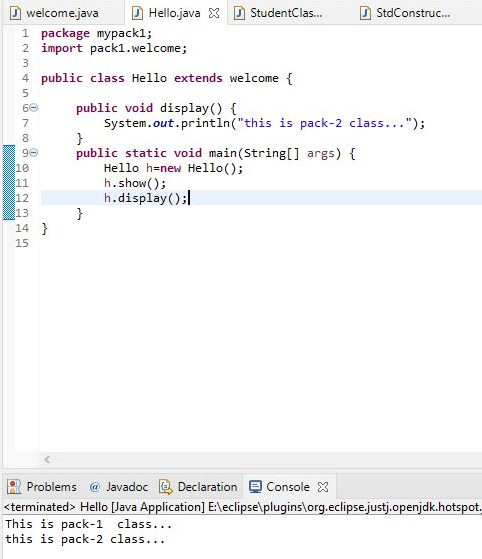 welcome.java Hello.java StudentClas... StdConstruc...
1 package mypack1;
2 import pack1.welcome;
3
4 public class Hello extends welcome {
5
6 public void display() {
7 System.out.println("this is pack-2 class...");
8 }
9 public static void main(String[] args) {
10 Hello h=new Hello();
11 h.show();
12 h.display();
13 }
14 }
15
Problems @ Javadoc Declaration Console
<terminated> Hello [Java Application] E:\eclipse\plugins\org.eclipse.justj.openjdk.hotspot.
This is pack-1  class...
this is pack-2 class...